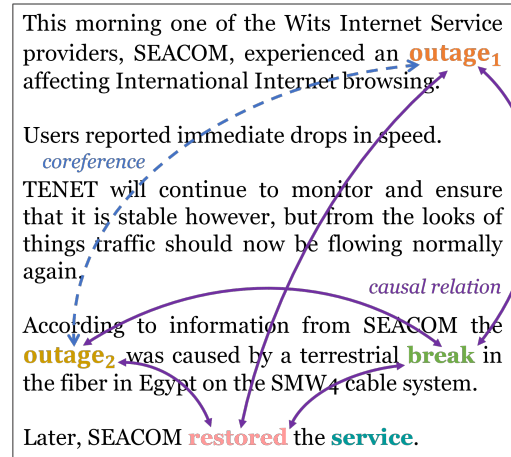 This morning one of the Wits Internet Service
providers, SEACOM, experienced an outage1
affecting International Internet browsing.
Users reported immediate drops in speed.
coreference
TENET will continue to monitor and ensure
that it is stable however, but from the looks of
things traffic should now be flowing normally
again.
causal relation
According to information from SEACOM the
outage2 was caused by a terrestrial break in
the fiber in Egypt on the SMW4 cable system.
Later, SEACOM restored the service.